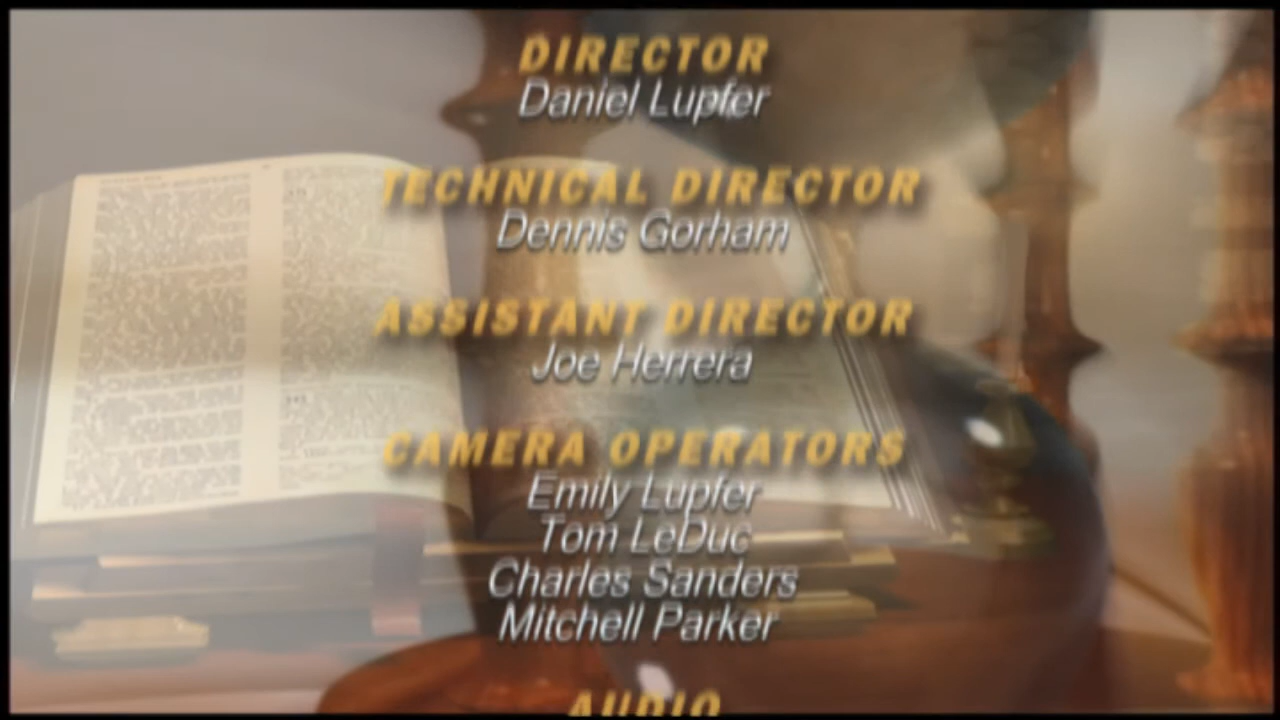 DIRECTOR
Daniel Lupfer
TECHNICAL DIRECTOR
Dennis Gorham
ASSISTANT DIRECTOR
Joe Herrera
CAMERA OPERATORS
Emily Lupfer
Tom LeDuc
Charles Sanders
Mitchell Parker
AUDIO